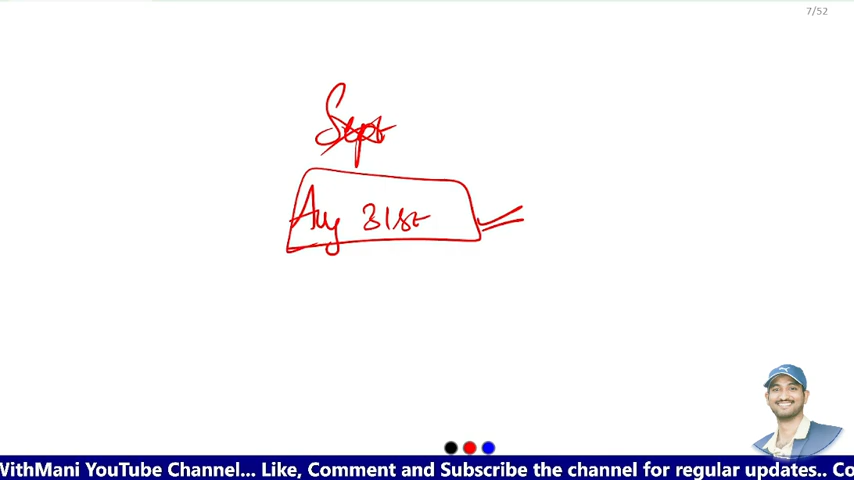 7/52
Sept
Aug 31st
WithMani YouTube Channel... Like, Comment and Subscribe the channel for regular updates.. Co